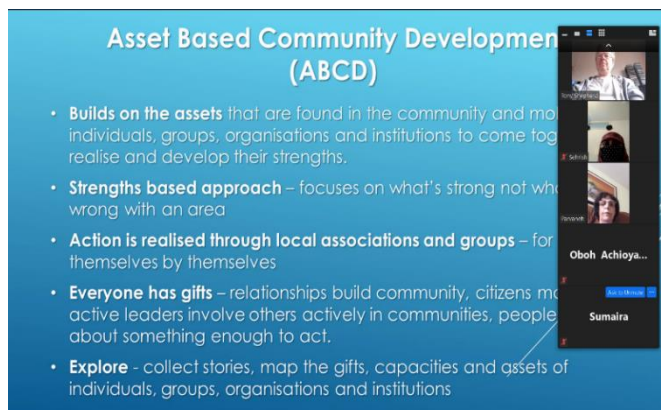 Asset Based Community Developmen
(ABCD)
• Builds on the assets that are found in the community and mo
individuals, groups, organisations and institutions to come tog
realise and develop their strengths.
• Strengths based approach – focuses on what's strong not wh
wrong with an area
• Action is realised through local associations and groups – for
themselves by themselves
• Everyone has gifts – relationships build community, citizens
active leaders involve others actively in communities, people
about something enough to act.
• Explore - collect stories, map the gifts, capacities and assets of
individuals, groups, organisations and institutions
Oboh Achioya...
Sumaira